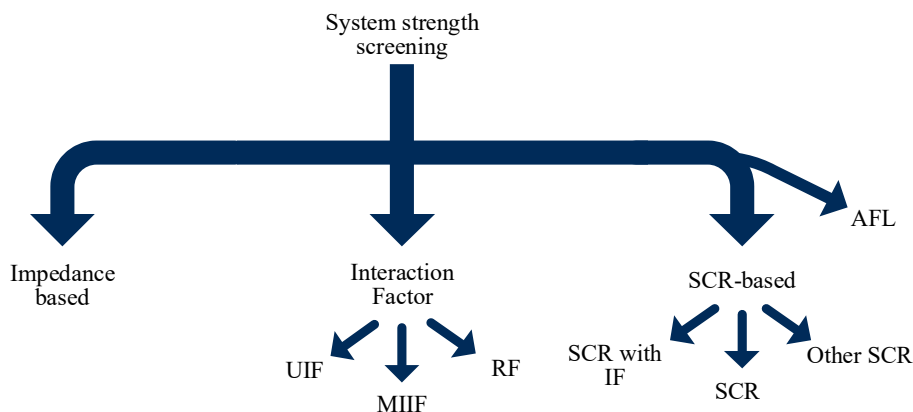 System strength
screening
AFL
Impedance
based
Interaction
Factor
SCR-based
UIF
MIIF
RF
SCR with
IF
SCR
Other SCR